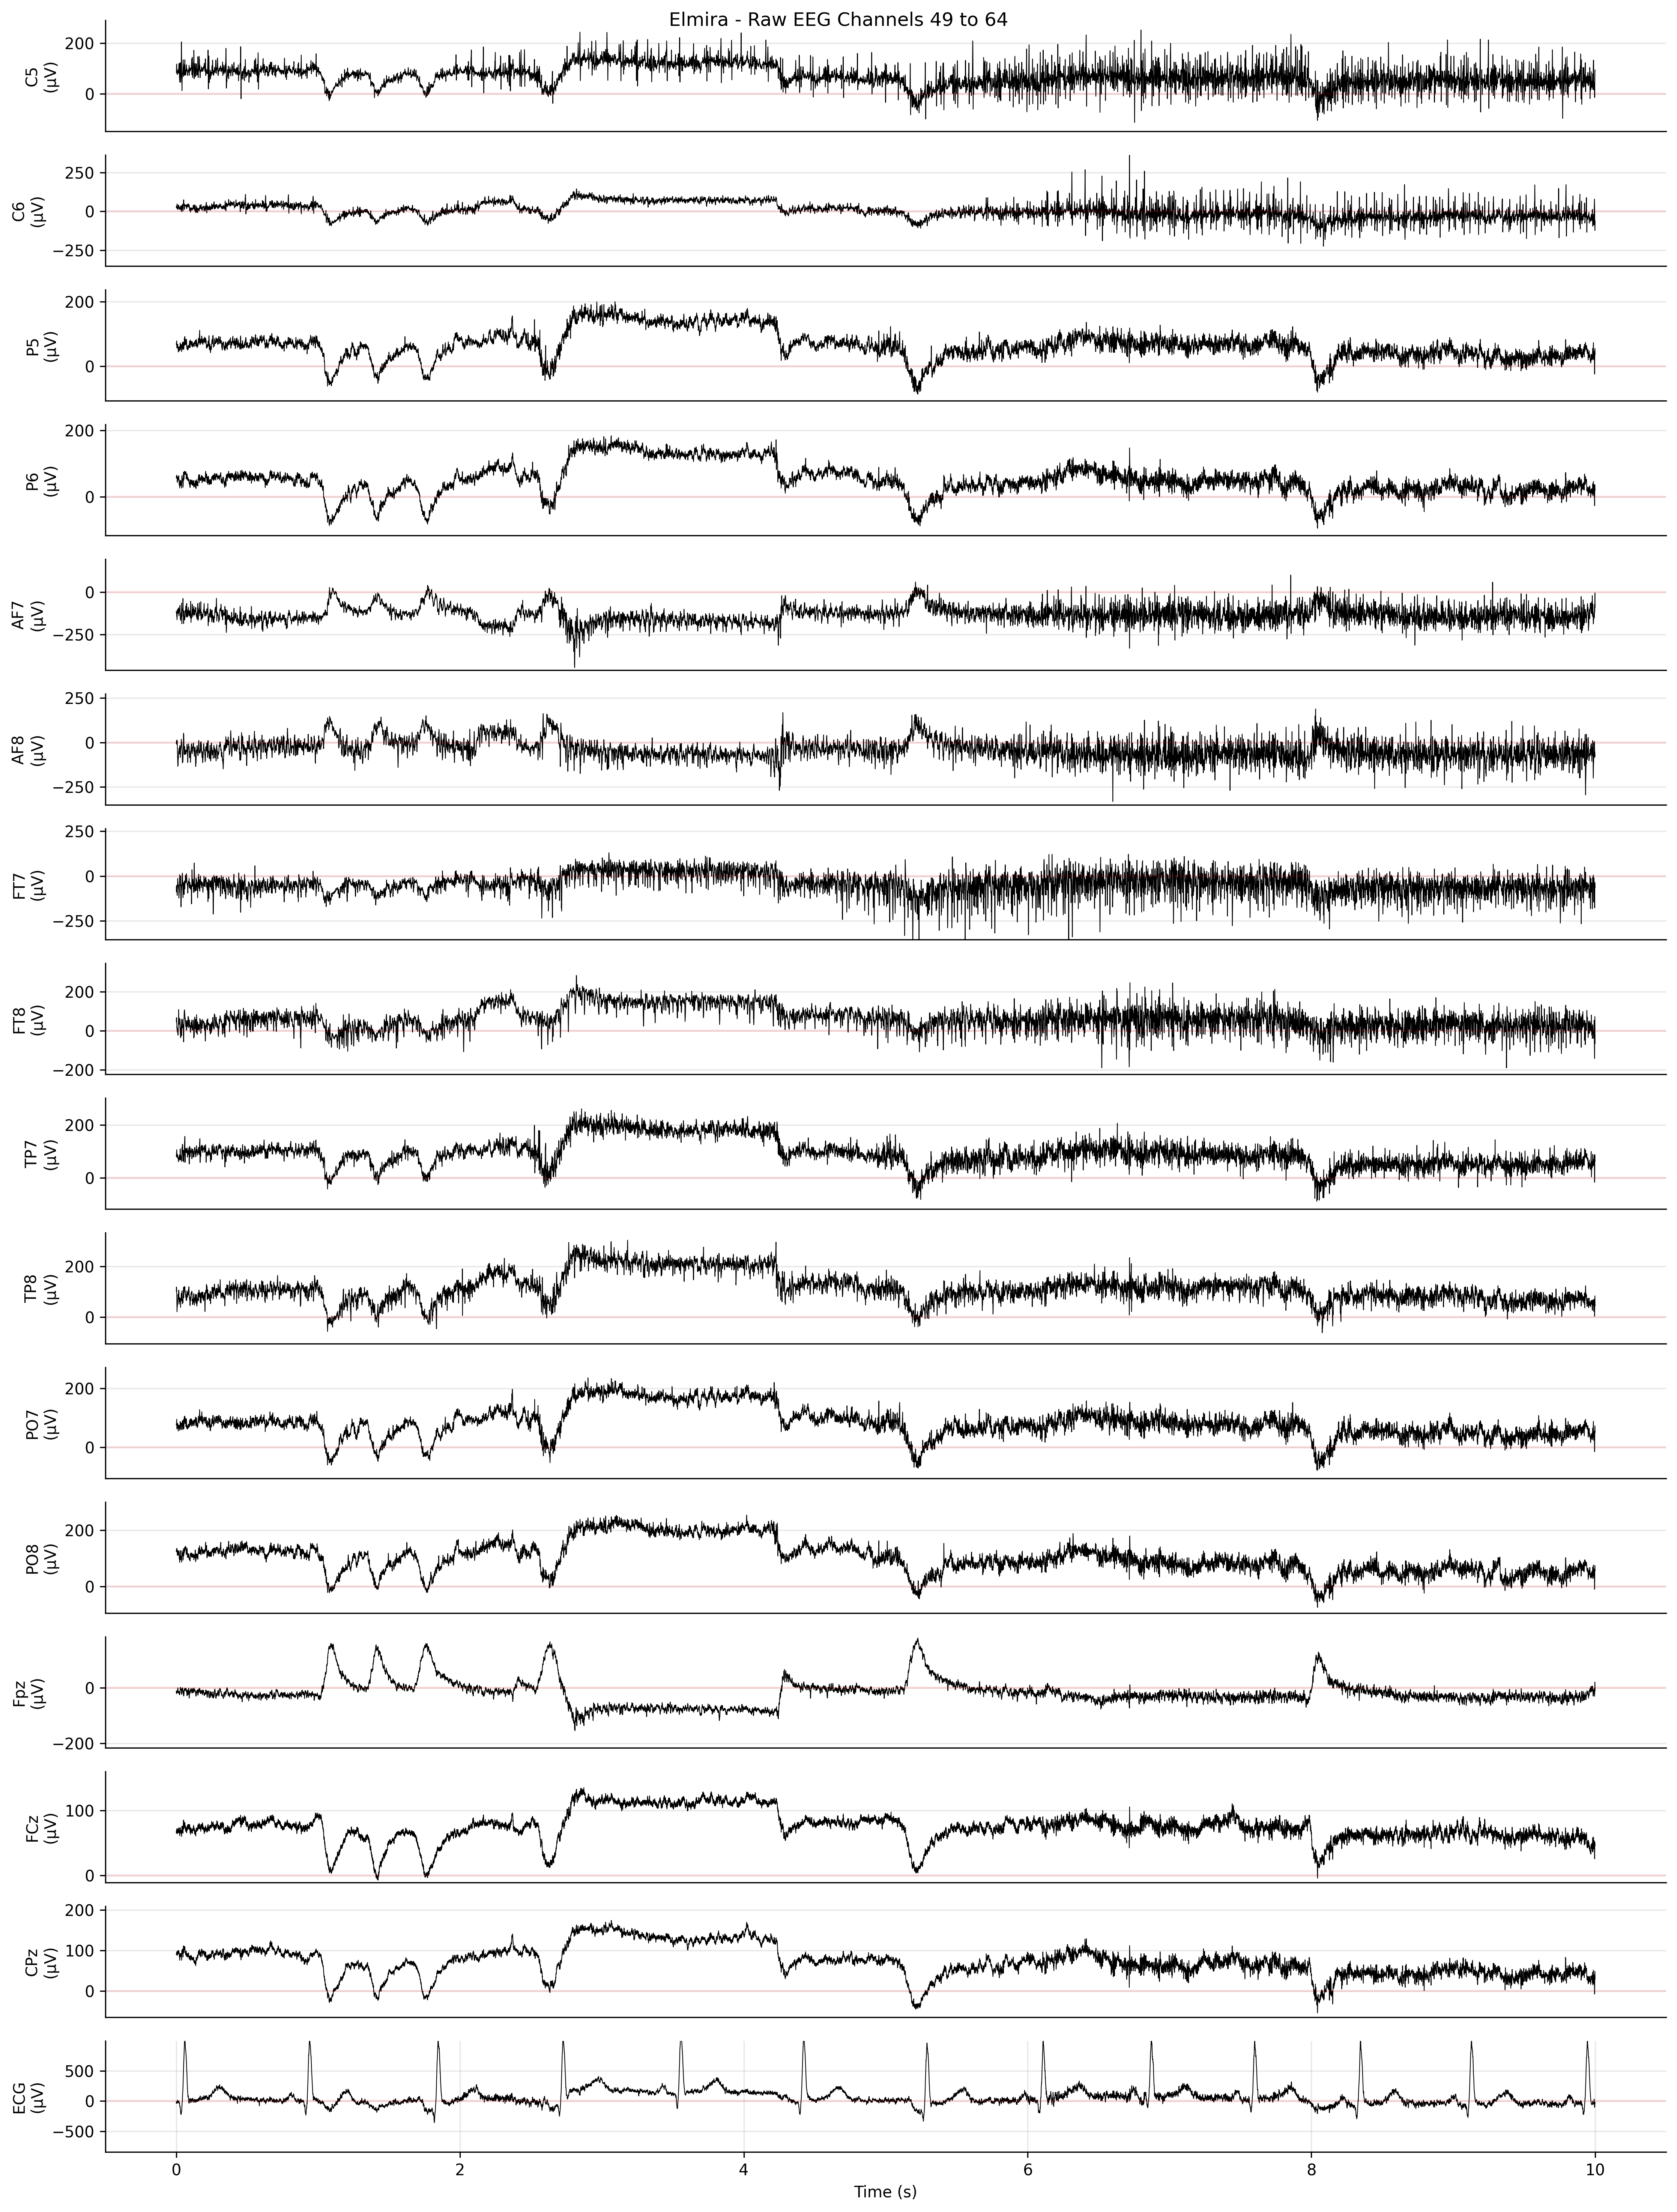 Elmira - Raw EEG Channels 49 to 64
C5
(µV)
200
0
C6
(µV)
250
0
−250
P5
(µV)
200
0
P6
(µV)
200
0
AF7
(µV)
0
−250
AF8
(µV)
250
0
−250
FT7
(µV)
250
0
−250
FT8
(µV)
200
0
−200
TP7
(µV)
200
0
TP8
(µV)
200
0
PO7
(µV)
200
0
PO8
(µV)
200
0
Fpz
(µV)
0
−200
FCz
(µV)
100
0
CPz
(µV)
200
100
0
ECG
(µV)
500
0
−500
0 2 4 6 8 10
Time (s)